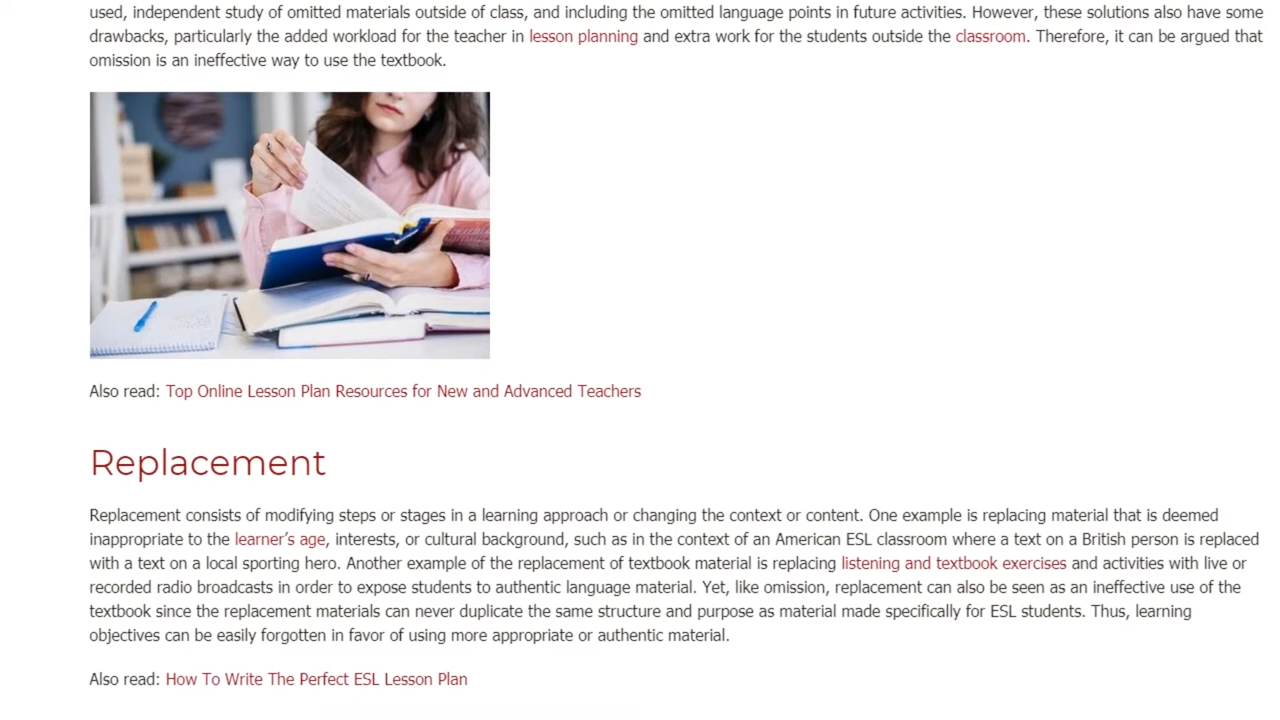 used, independent study of omitted materials outside of class, and including the omitted language points in future activities. However, these solutions also have some
drawbacks, particularly the added workload for the teacher in lesson planning and extra work for the students outside the classroom. Therefore, it can be argued that
omission is an ineffective way to use the textbook.
Also read: Top Online Lesson Plan Resources for New and Advanced Teachers
Replacement
Replacement consists of modifying steps or stages in a learning approach or changing the context or content. One example is replacing material that is deemed
inappropriate to the learner's age, interests, or cultural background, such as in the context of an American ESL classroom where a text on a British person is replaced
with a text on a local sporting hero. Another example of the replacement of textbook material is replacing listening and textbook exercises and activities with live or
recorded radio broadcasts in order to expose students to authentic language material. Yet, like omission, replacement can also be seen as an ineffective use of the
textbook since the replacement materials can never duplicate the same structure and purpose as material made specifically for ESL students. Thus, learning
objectives can be easily forgotten in favor of using more appropriate or authentic material.
Also read: How To Write The Perfect ESL Lesson Plan